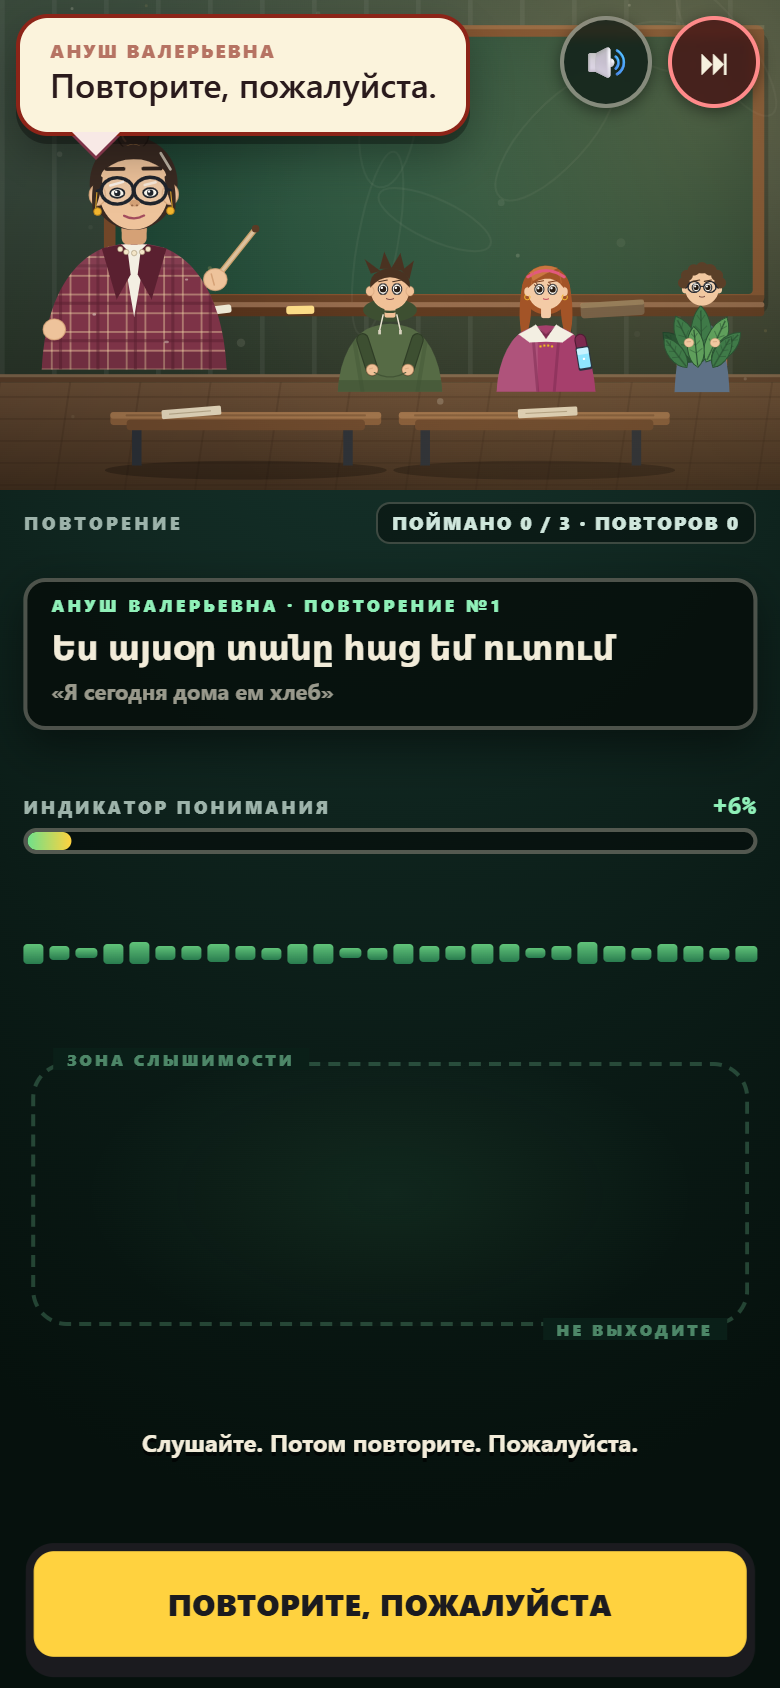 АНУШ ВАЛЕРЬЕВНА
Повторите, пожалуйста.
ПОВТОРЕНИЕ
ПОЙМАНО 0 / 3 · ПОВТОРОВ 0
АНУШ ВАЛЕРЬЕВНА · ПОВТОРЕНИЕ №1
Ես այսօր տանը հաց եմ ուտում
«Я сегодня дома ем хлеб»
ИНДИКАТОР ПОНИМАНИЯ
+6%
ЗОНА СЛЫШИМОСТИ
НЕ ВЫХОДИТЕ
Слушайте. Потом повторите. Пожалуйста.
ПОВТОРИТЕ, ПОЖАЛУЙСТА